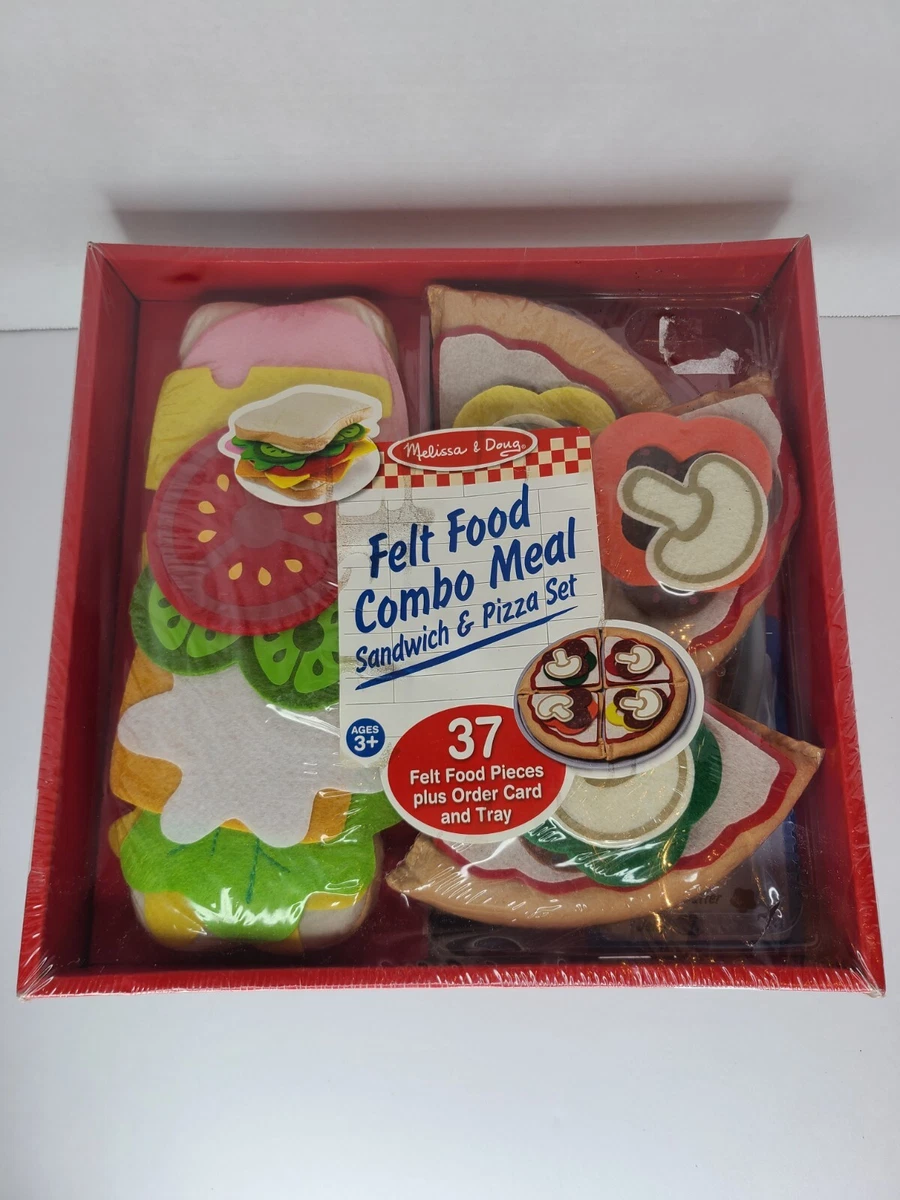 Melissa & Doug®
Felt Food
Combo Meal
Sandwich & Pizza Set
AGES
3+
37
Felt Food Pieces
plus Order Card
and Tray